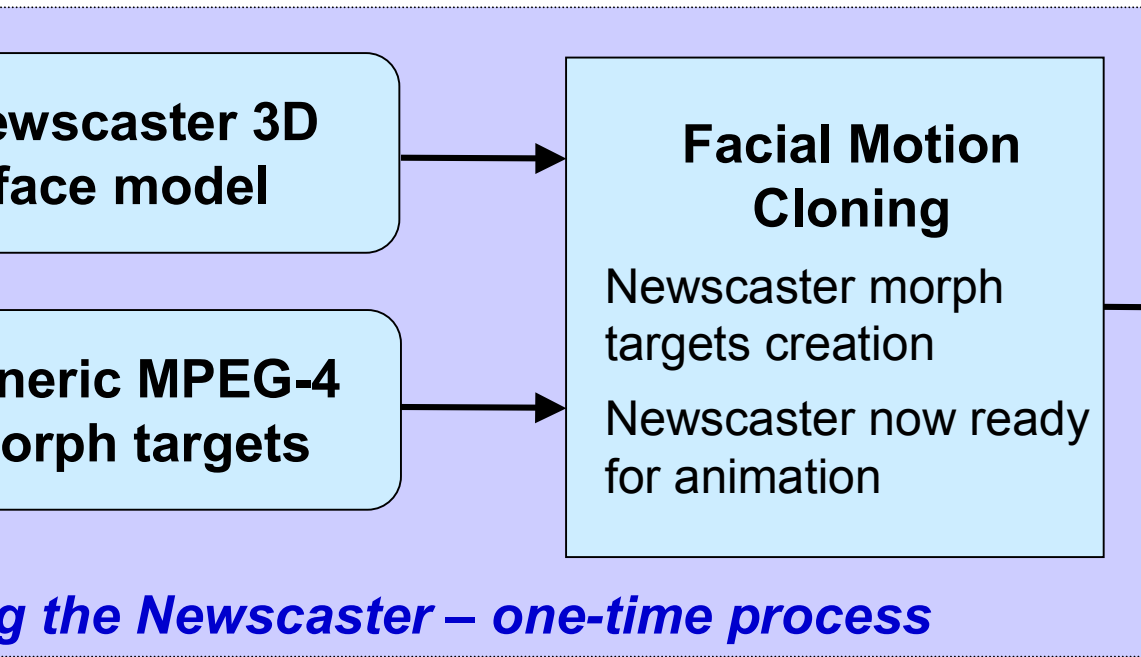 ewscaster 3D
face model
neric MPEG-4
orph targets
Facial Motion
Cloning
Newscaster morph
targets creation
Newscaster now ready
for animation
g the Newscaster – one-time process